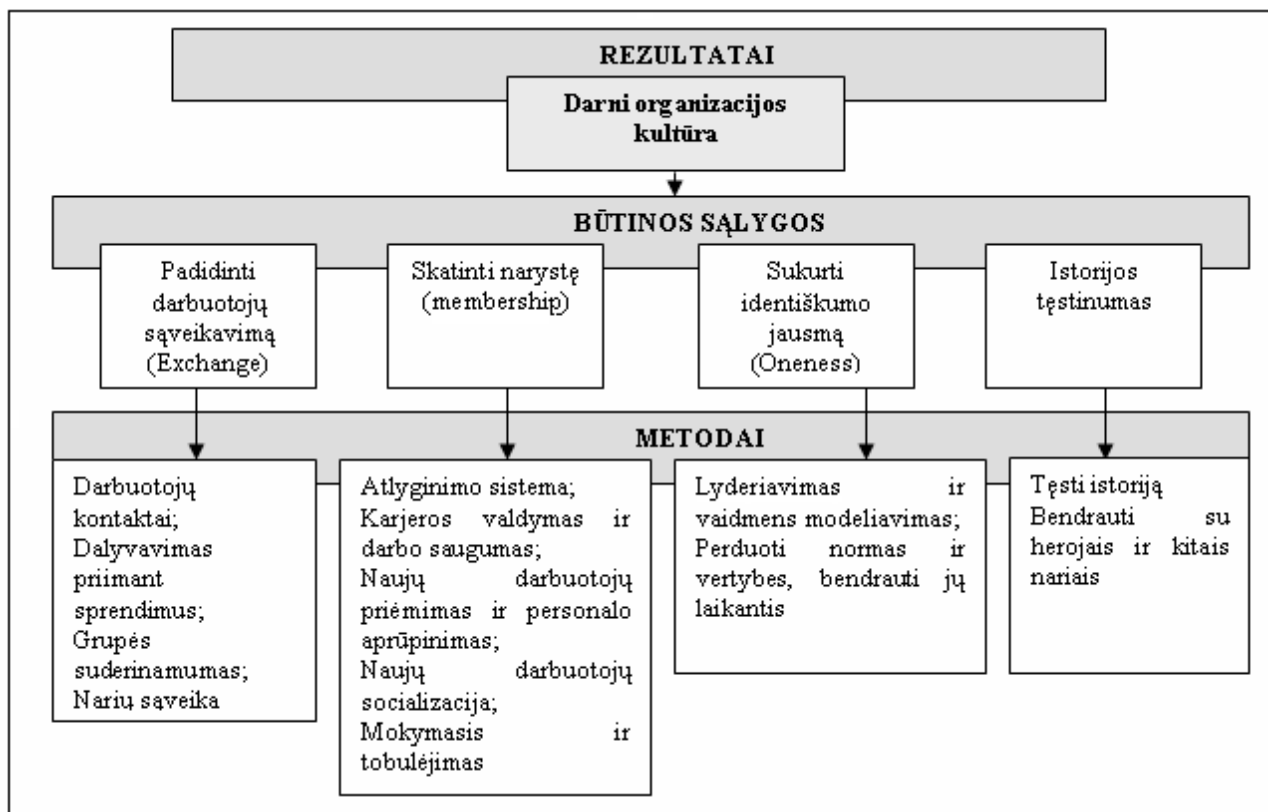 REZULTATAI
Darni organizacijos
kultūra
BŪTINOS SĄLYGOS
Padidinti
darbuotojų
sąveikavimą
(Exchange)
Skatinti narystę
(membership)
Sukurti
identiškumo
jausmą
(Oneness)
Istorijos
tęstinumas
METODAI
Darbuotojų
kontaktai;
Dalyvavimas
priimant
sprendimus;
Grupės
suderinamumas;
Narių sąveika
Atlyginimo sistema;
Karjeros valdymas ir
darbo saugumas;
Naujų darbuotojų
priėmimas ir personalo
aprūpinimas;
Naujų darbuotojų
socializacija;
Mokymasis ir
tobulėjimas
Lyderiavimas ir
vaidmens modeliavimas;
Perduoti normas ir
vertybes, bendrauti jų
laikantis
Tęsti istoriją
Bendrauti su
herojais ir kitais
nariais